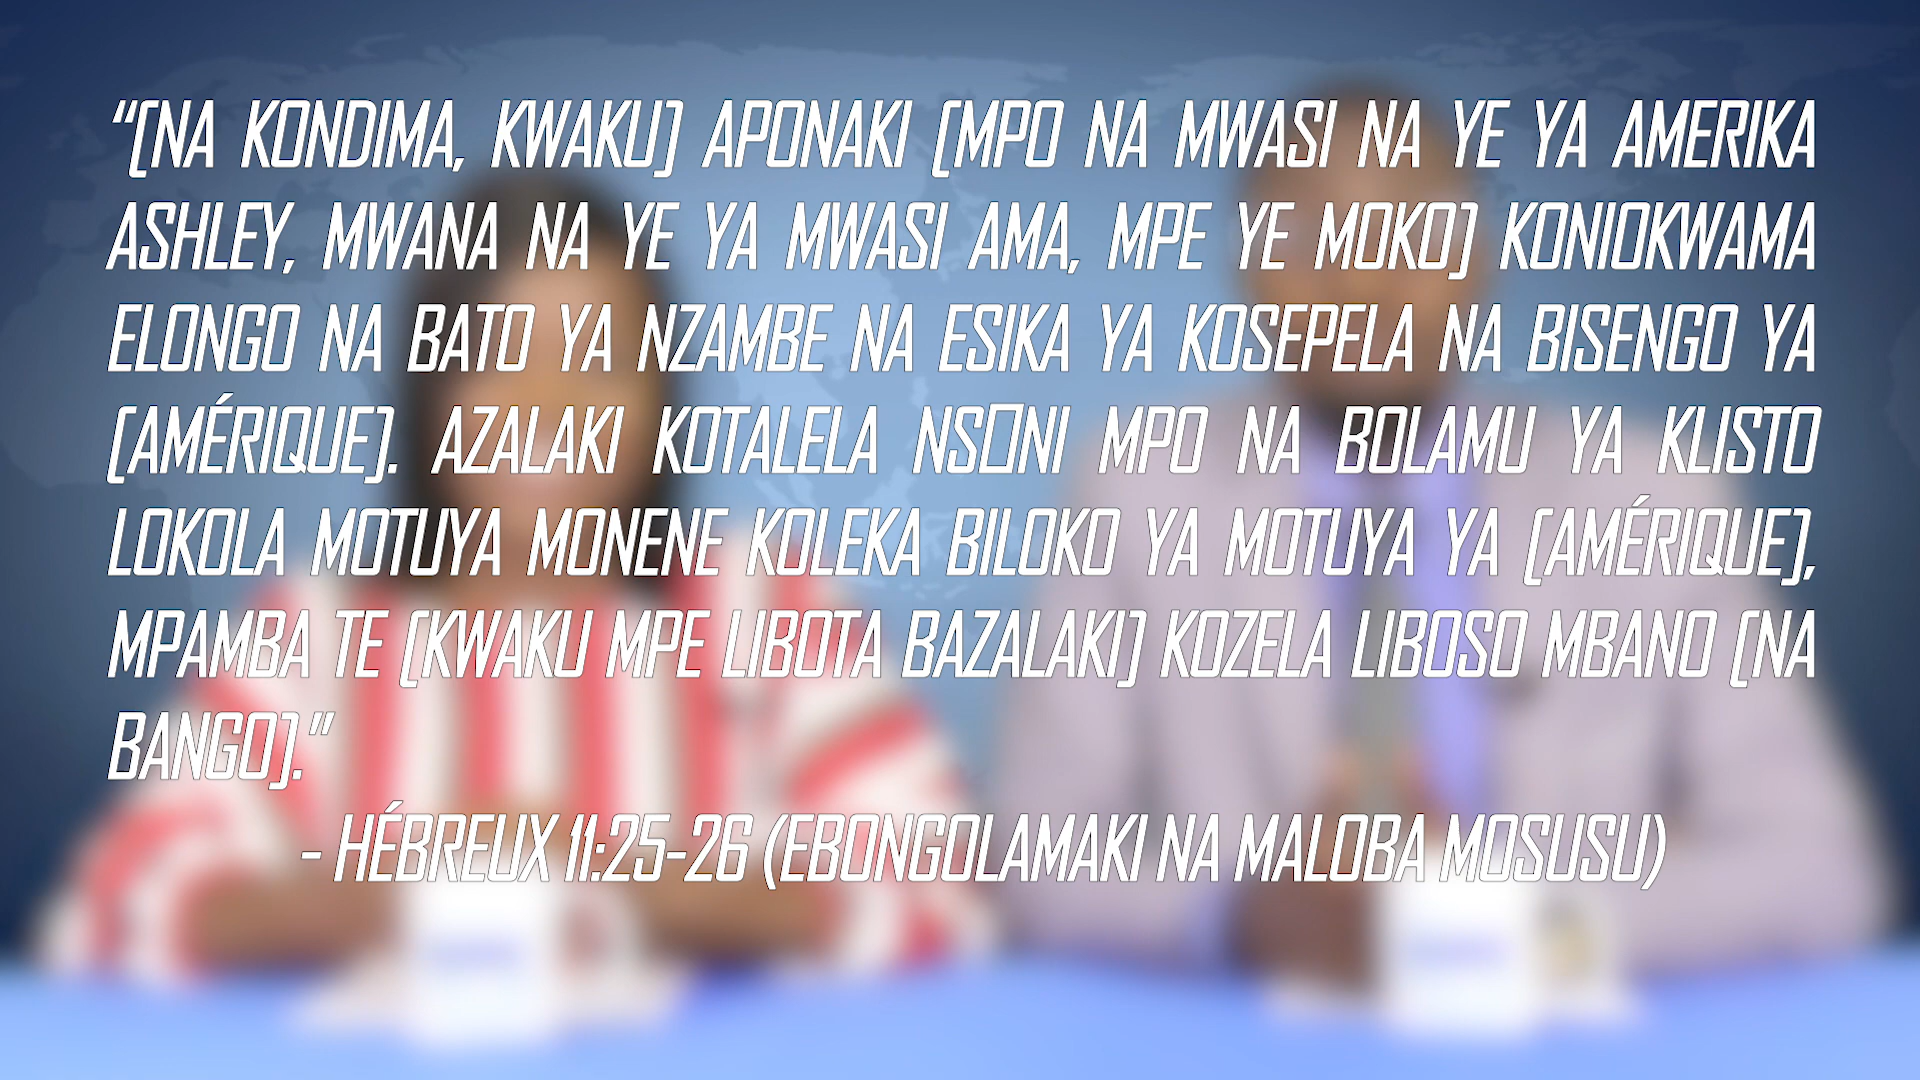 “[NA KONDIMA, KWAKU] APONAKI [MPO NA MWASI NA YE YA AMERIKA
ASHLEY, MWANA NA YE YA MWASI AMA, MPE YE MOKO] KONIOKWAMA
ELONGO NA BATO YA NZAMBE NA ESIKA YA KOSEPELA NA BISENGO YA
[AMÉRIQUE]. AZALAKI KOTALELA NS▯NI MPO NA BOLAMU YA KLISTO
LOKOLA MOTUYA MONENE KOLEKA BILOKO YA MOTUYA YA [AMÉRIQUE],
MPAMBA TE [KWAKU MPE LIBOTA BAZALAKI] KOZELA LIBOSO MBANO [NA
BANGO].”
- HÉBREUX 11:25-26 (EBONGOLAMAKI NA MALOBA MOSUSU)